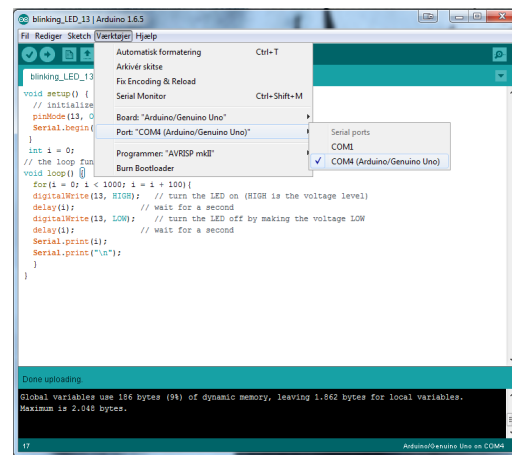 blinking_LED_13 | Arduino 1.6.5
Fil Rediger Sketch Værktøjer Hjælp
Automatisk formatering Ctrl+T
Arkivér skitse
Fix Encoding & Reload
Serial Monitor Ctrl+Shift+M
Board: "Arduino/Genuino Uno"
Port: "COM4 (Arduino/Genuino Uno)"
Programmer: "AVRISP mkII"
Burn Bootloader
Serial ports
COM1
COM4 (Arduino/Genuino Uno)
blinking_LED_13
void setup() {
// initialize
pinMode(13, O
Serial.begin(
}
int i = 0;
// the loop fun
void loop() {
for(i = 0; i < 1000; i = i + 100){
digitalWrite(13, HIGH); // turn the LED on (HIGH is the voltage level)
delay(i); // wait for a second
digitalWrite(13, LOW); // turn the LED off by making the voltage LOW
delay(i); // wait for a second
Serial.print(i);
Serial.print("\n");
}
}
Done uploading.
Global variables use 186 bytes (9%) of dynamic memory, leaving 1.862 bytes for local variables.
Maximum is 2.048 bytes.
17 Arduino/Genuino Uno on COM4